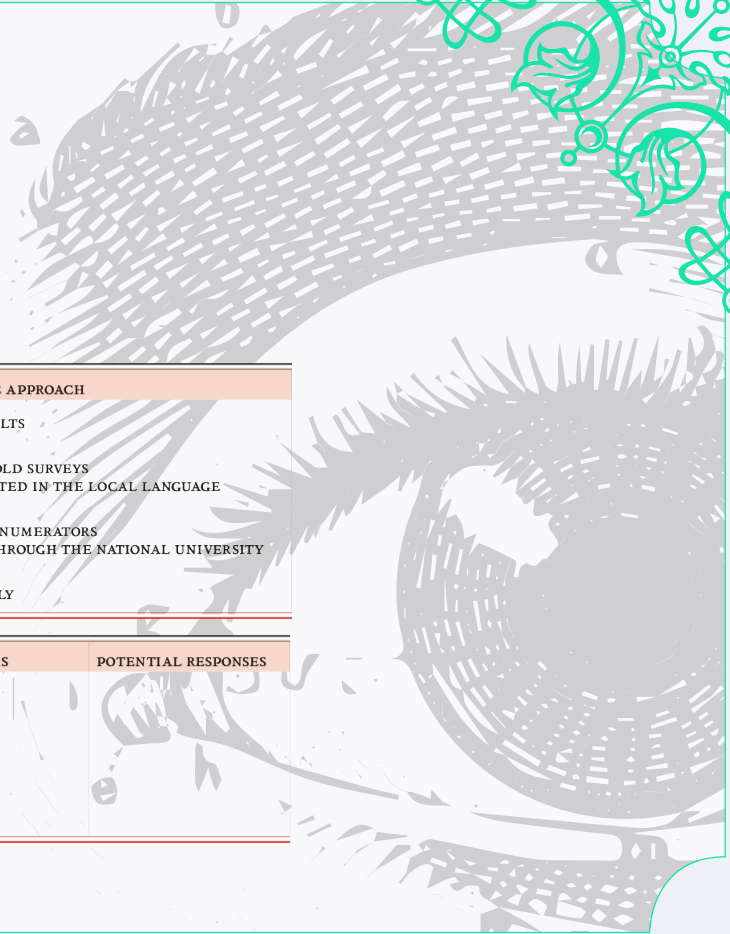 APPROACH
LTS
OLD SURVEYS
TED IN THE LOCAL LANGUAGE
NUMERATORS
HROUGH THE NATIONAL UNIVERSITY
LY
S
POTENTIAL RESPONSES